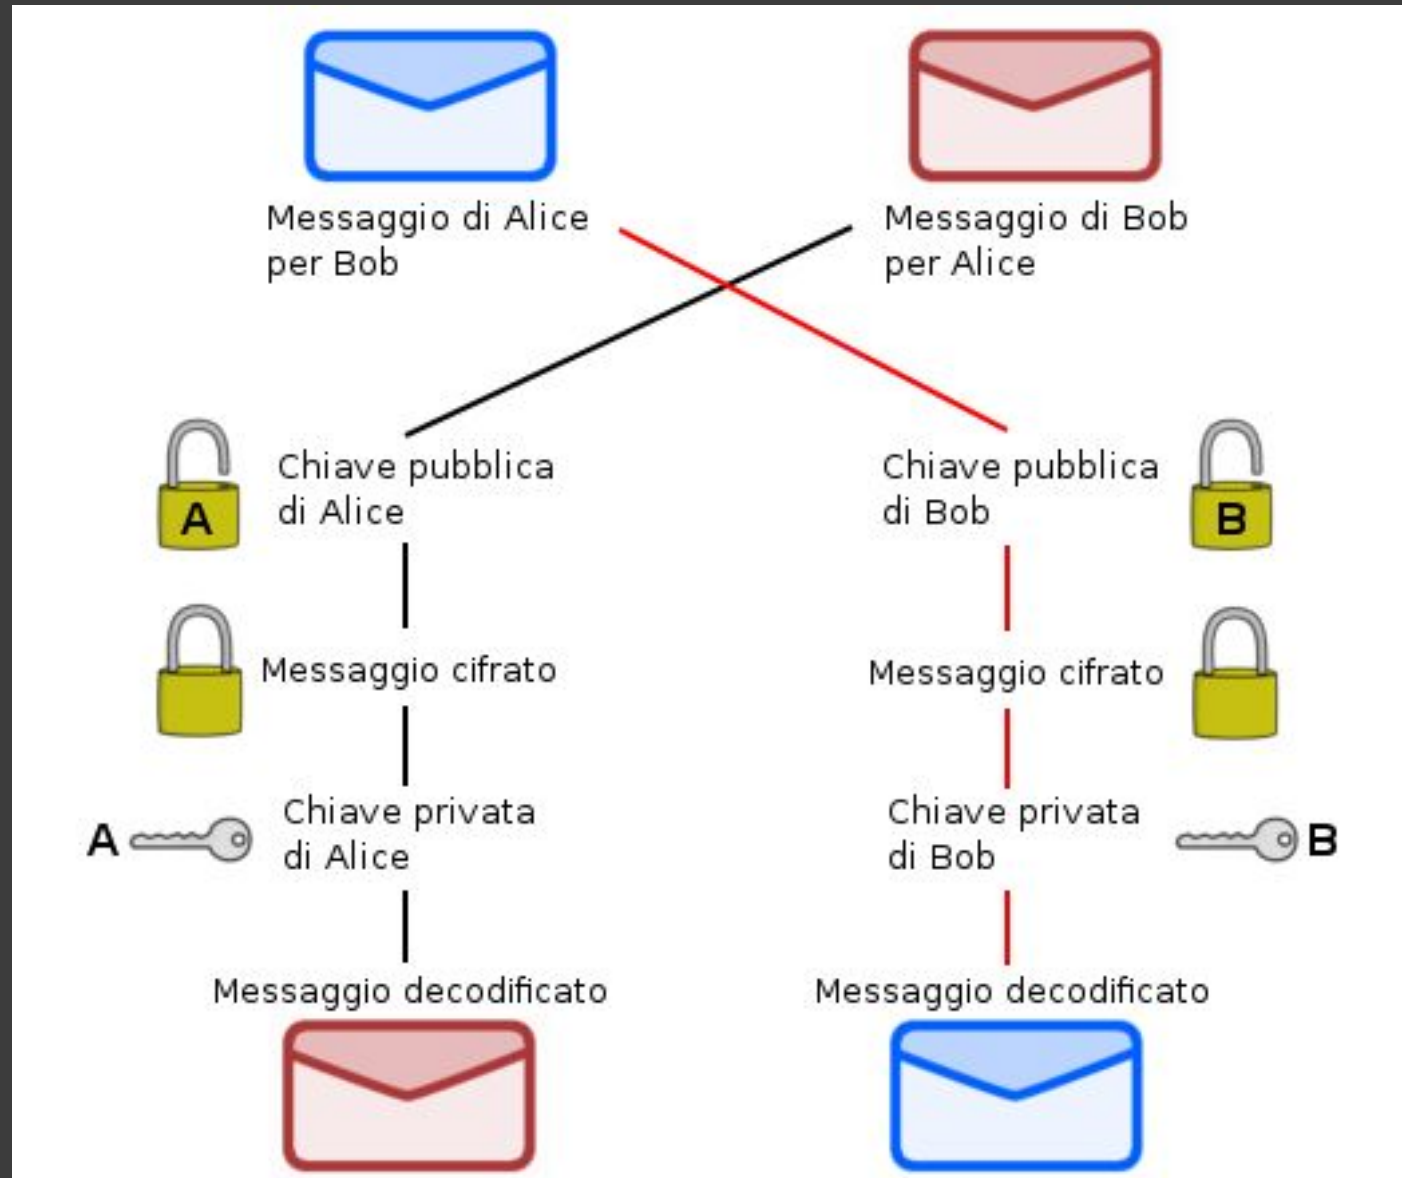 Messaggio di Alice
per Bob
Messaggio di Bob
per Alice
A
Chiave pubblica
di Alice
Chiave pubblica
di Bob
B
Messaggio cifrato
Messaggio cifrato
A
Chiave privata
di Alice
Chiave privata
di Bob
B
Messaggio decodificato
Messaggio decodificato